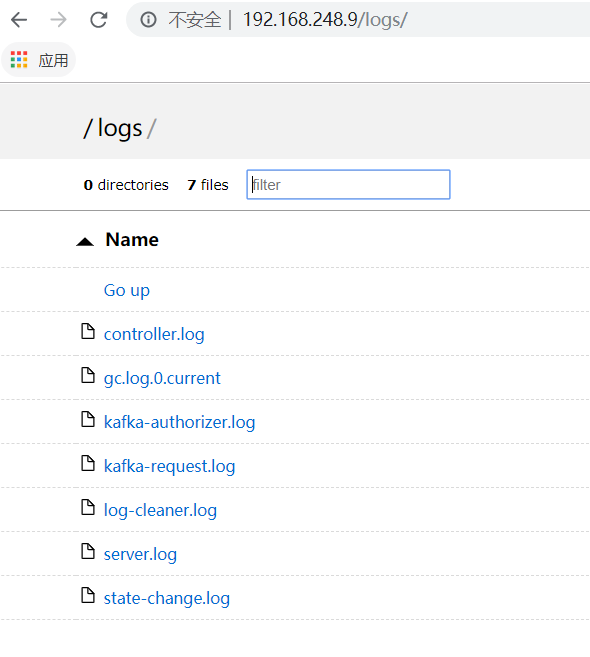 不安全 | 192.168.248.9/logs/
应用
/ logs /
0 directories 7 files filter
Name
Go up
controller.log
gc.log.0.current
kafka-authorizer.log
kafka-request.log
log-cleaner.log
server.log
state-change.log